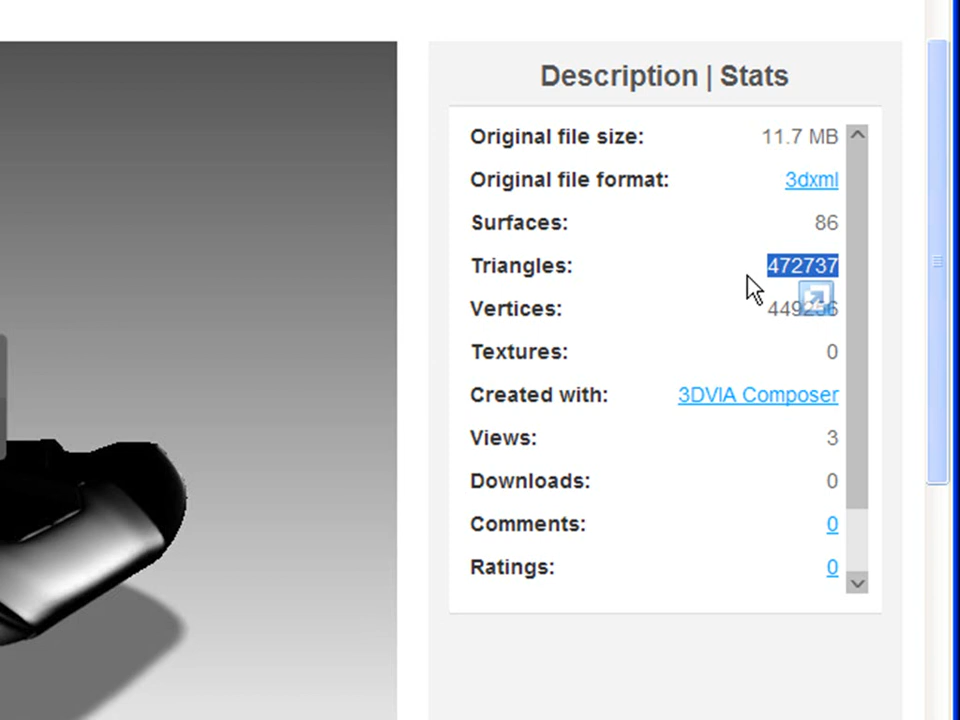 Description | Stats
Original file size: 11.7 MB
Original file format: 3dxml
Surfaces: 86
Triangles: 472737
Vertices: 449256
Textures: 0
Created with: 3DVIA Composer
Views: 3
Downloads: 0
Comments: 0
Ratings: 0